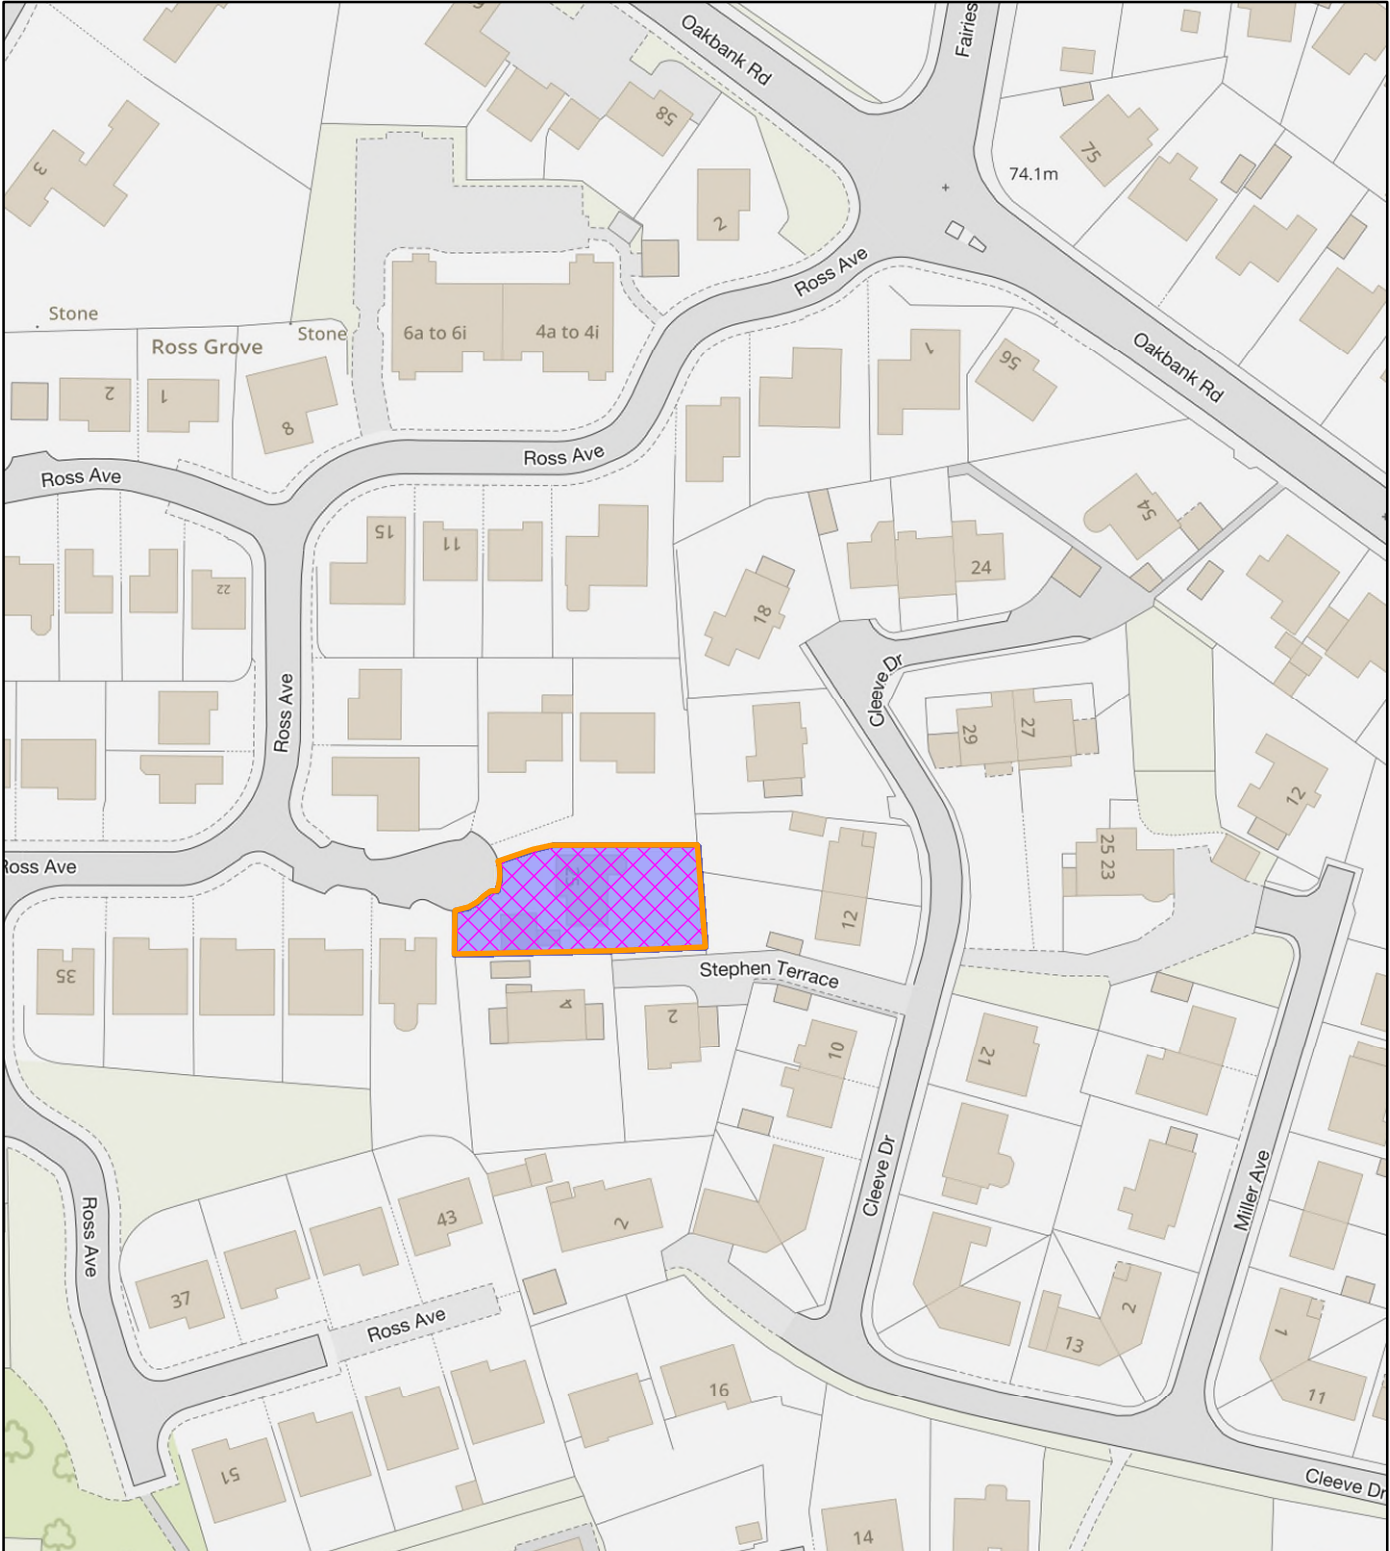 Oakbank Rd
Fairies
58
75
3
74.1m
2
Ross Ave
Stone
Stone
Ross Grove
6a to 6i
4a to 4i
1
56
Oakbank Rd
2
1
8
Ross Ave
Ross Ave
54
15
11
24
22
18
Cleeve Dr
Ross Ave
29
27
12
25 23
Ross Ave
12
35
Stephen Terrace
4
2
10
21
Cleeve Dr
Miller Ave
Ross Ave
43
2
37
Ross Ave
2
13
1
11
16
51
Cleeve Dr
14